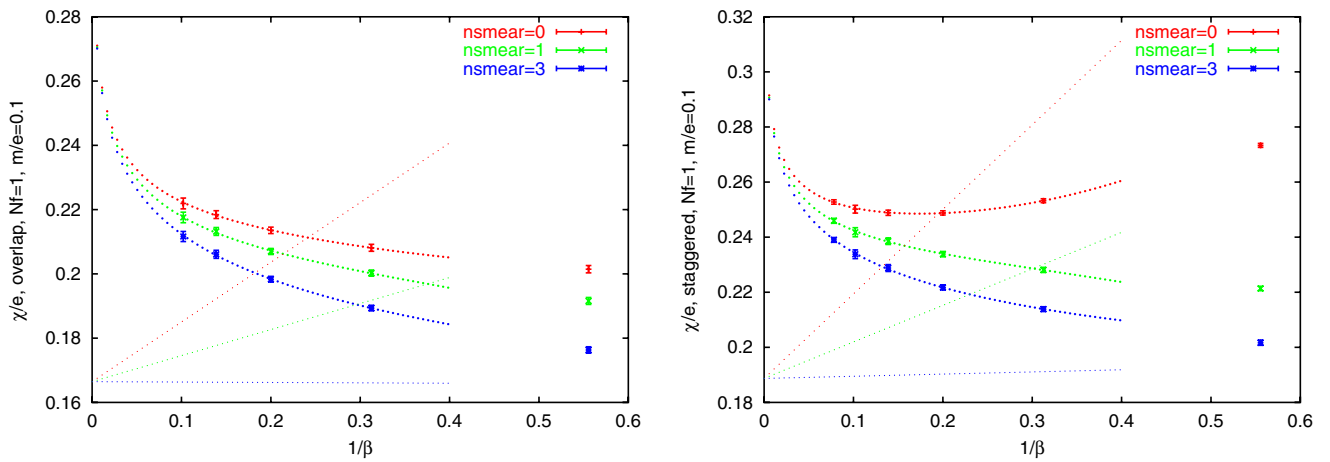 0.28
0.26
0.24
0.22
0.2
0.18
0.16
0
0.1
0.2
0.3
0.4
0.5
0.6
χ/e, overlap, Nf=1, m/e=0.1
1/β
nsmear=0
nsmear=1
nsmear=3
0.32
0.3
0.28
0.26
0.24
0.22
0.2
0.18
0
0.1
0.2
0.3
0.4
0.5
0.6
χ/e, staggered, Nf=1, m/e=0.1
1/β
nsmear=0
nsmear=1
nsmear=3